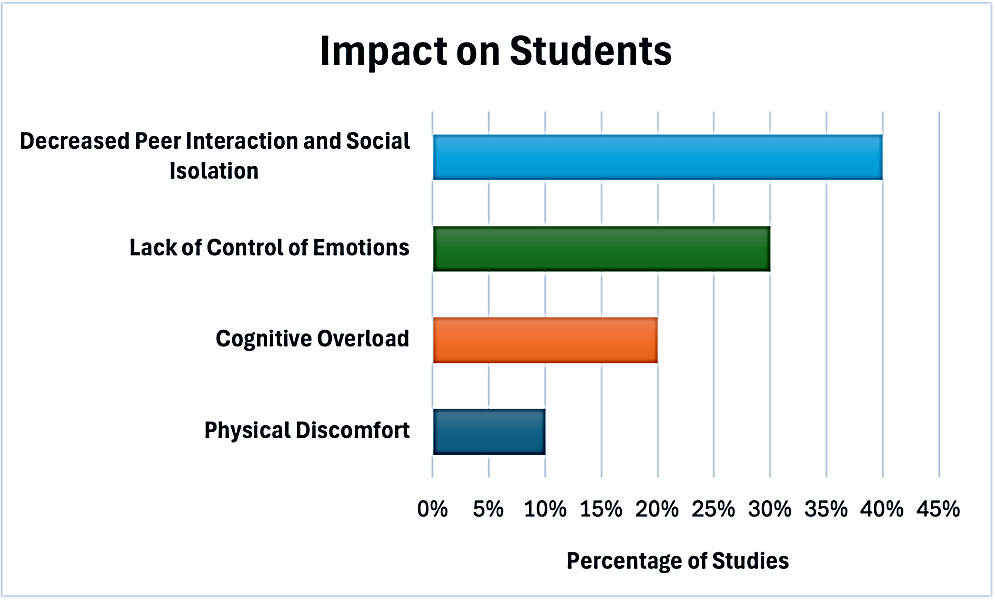 Impact on Students
Decreased Peer Interaction and Social
Isolation
Lack of Control of Emotions
Cognitive Overload
Physical Discomfort
0% 5% 10% 15% 20% 25% 30% 35% 40% 45%
Percentage of Studies